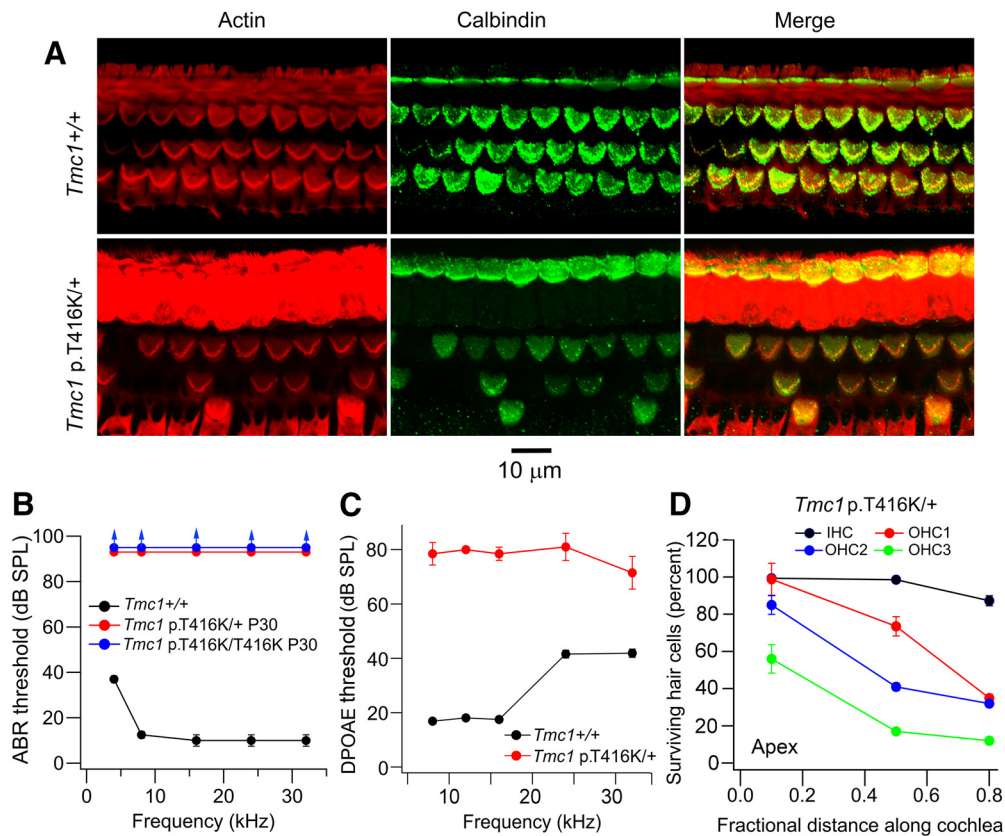 Actin Calbindin Merge
A
Tmc1+/+
Tmc1 p.T416K/+
10 μm
B
ABR threshold (dB SPL)
100
80
60
40
20
0
Tmc1+/+
Tmc1 p.T416K/+ P30
Tmc1 p.T416K/T416K P30
0 10 20 30
Frequency (kHz)
C
DPOAE threshold (dB SPL)
80
60
40
20
0
Tmc1+/+
Tmc1 p.T416K/+
10 20 30
Frequency (kHz)
D
Tmc1 p.T416K/+
IHC OHC1
OHC2 OHC3
Surviving hair cells (percent)
120
100
80
60
40
20
0
Apex
0.0 0.2 0.4 0.6 0.8
Fractional distance along cochlea